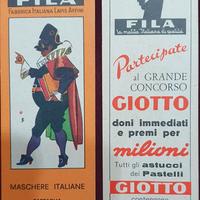 FILA
FABBRICA ITALIANA LAPIS AFFINI
MASCHERE ITALIANE
FILA
la matita italiana di qualità
Partecipate
al GRANDE
CONCORSO
GIOTTO
doni immediati
e premi per
milioni
Tutti gli astucci
dei Pastelli
GIOTTO
contengono